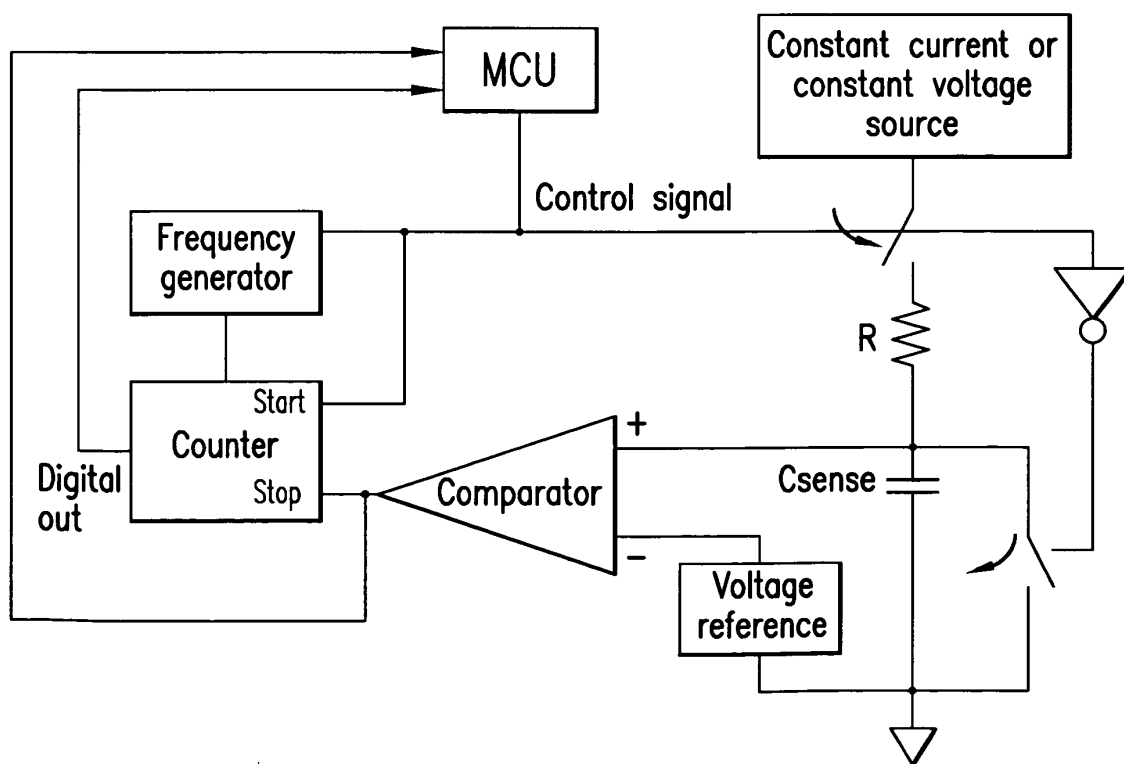 MCU
Constant current or
constant voltage
source
Control signal
Frequency
generator
R
Start
Counter
Stop
Digital
out
Comparator
+
−
Csense
Voltage
reference